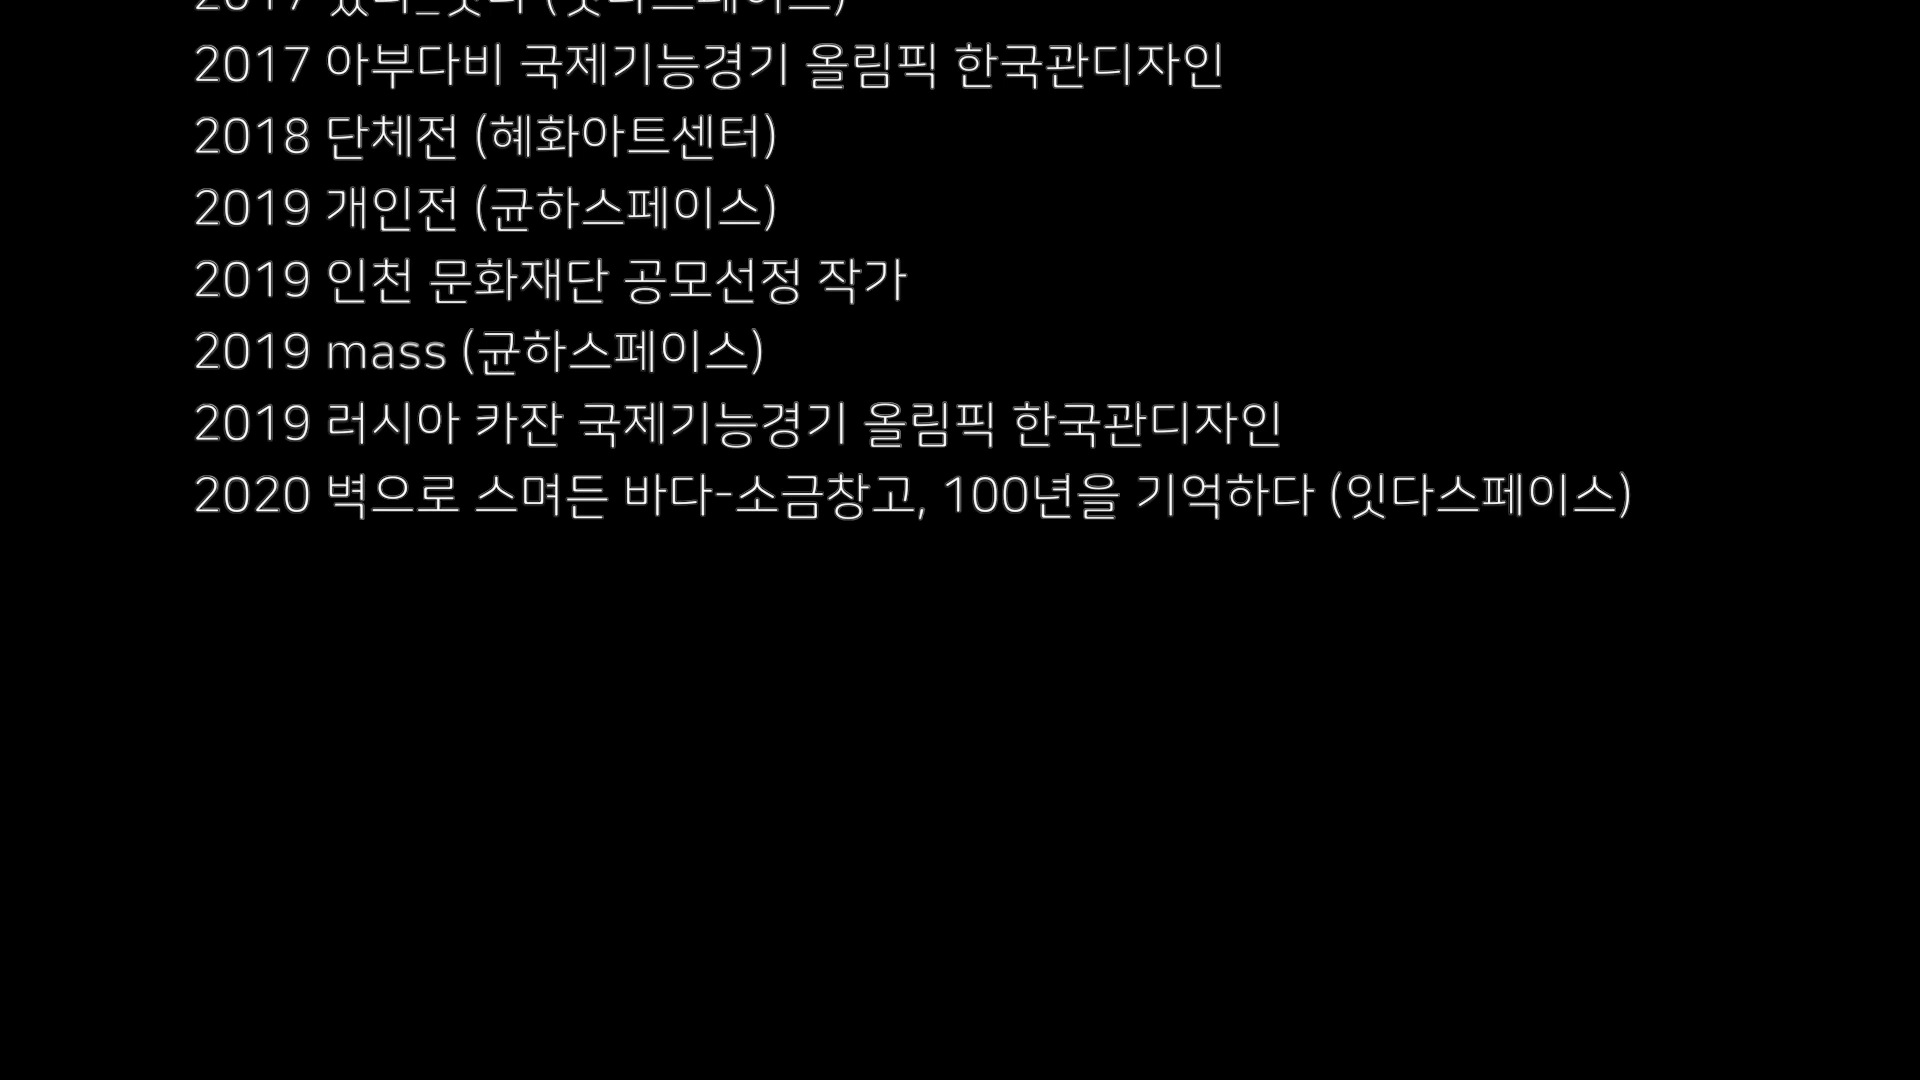 2017 아부다비 국제기능경기 올림픽 한국관디자인
2018 단체전 (혜화아트센터)
2019 개인전 (균하스페이스)
2019 인천 문화재단 공모선정 작가
2019 mass (균하스페이스)
2019 러시아 카잔 국제기능경기 올림픽 한국관디자인
2020 벽으로 스며든 바다-소금창고, 100년을 기억하다 (잇다스페이스)